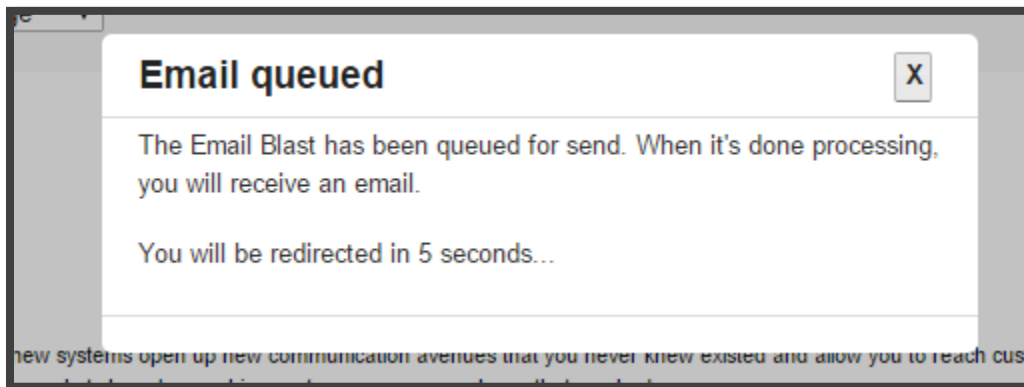 Email queued
X
The Email Blast has been queued for send. When it's done processing,
you will receive an email.
You will be redirected in 5 seconds...
new systems open up new communication avenues that you never knew existed and allow you to reach cus